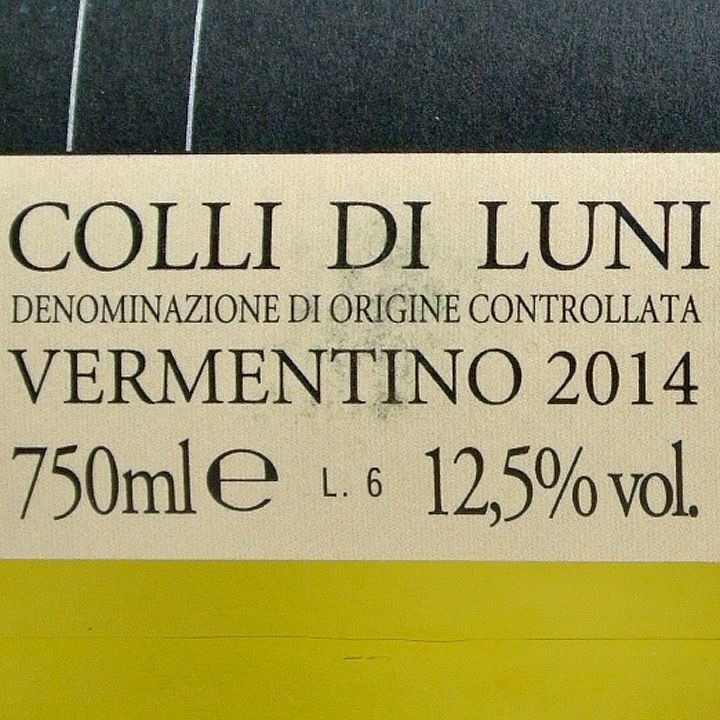 COLLI DI LUNI
DENOMINAZIONE DI ORIGINE CONTROLLATA
VERMENTINO 2014
750ml e L. 6 12,5% vol.